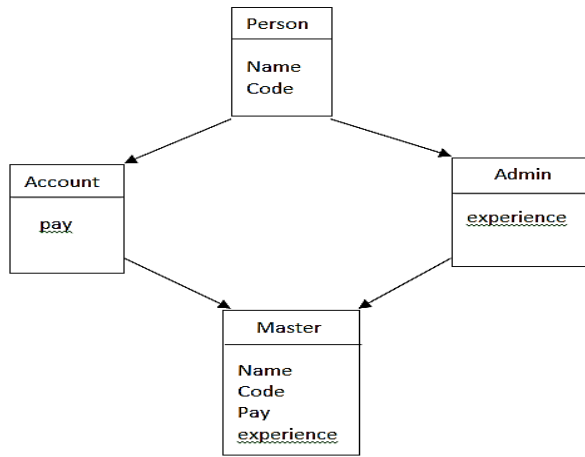 Person
Name
Code
Account
pay
Admin
experience
Master
Name
Code
Pay
experience